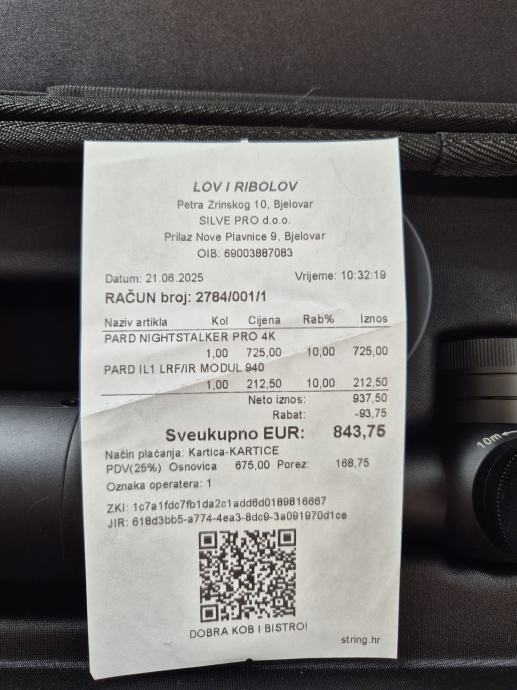 LOV I RIBOLOV
Petra Zrinskog 10, Bjelovar
SILVE PRO d.o.o.
Prilaz Nove Plavnice 9, Bjelovar
OIB: 69003887083
Datum: 21.06.2025 Vrijeme: 10:32:19
RAČUN broj: 2784/001/1
Naziv artikla Kol Cijena Rab% Iznos
PARD NIGHTSTALKER PRO 4K
1,00 725,00 10,00 725,00
PARD IL1 LRF/IR MODUL 940
1,00 212,50 10,00 212,50
Neto iznos: 937,50
Rabat: -93,75
Sveukupno EUR: 843,75
Način plaćanja: Kartica-KARTICE
PDV(25%) Osnovica 675,00 Porez: 168,75
Oznaka operatera: 1
ZKI: 1c7a1fdc7fb1da2c1add6d0189816667
JIR: 618d3bb5-a774-4ea3-8dc9-3a091970d1ce
DOBRA KOB I BISTRO!
string.hr
10m